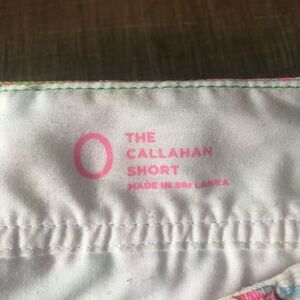 0
THE
CALLAHAN
SHORT
MADE IN SRI LANKA